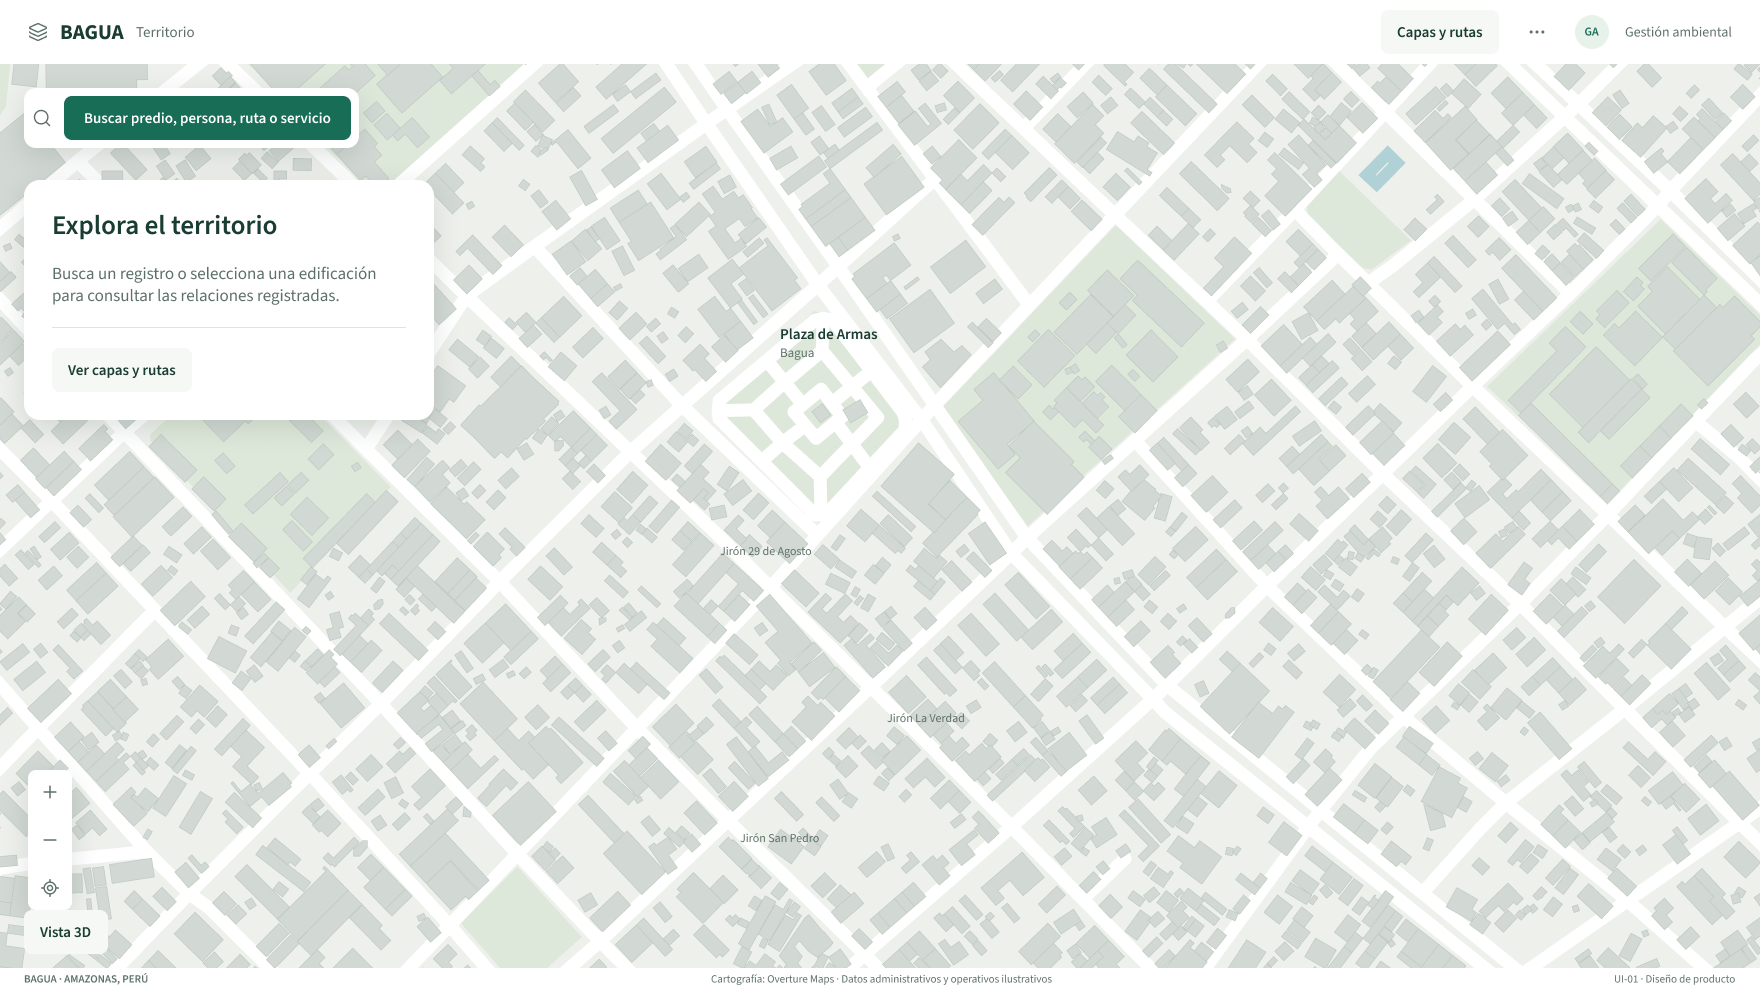 BAGUA Territorio
Capas y rutas
GA
Gestión ambiental
Buscar predio, persona, ruta o servicio
Explora el territorio
Busca un registro o selecciona una edificación
para consultar las relaciones registradas.
Ver capas y rutas
Plaza de Armas
Bagua
Jirón 29 de Agosto
Jirón La Verdad
Jirón San Pedro
Vista 3D
BAGUA · AMAZONAS, PERÚ
Cartografía: Overture Maps · Datos administrativos y operativos ilustrativos
UI-01 · Diseño de producto